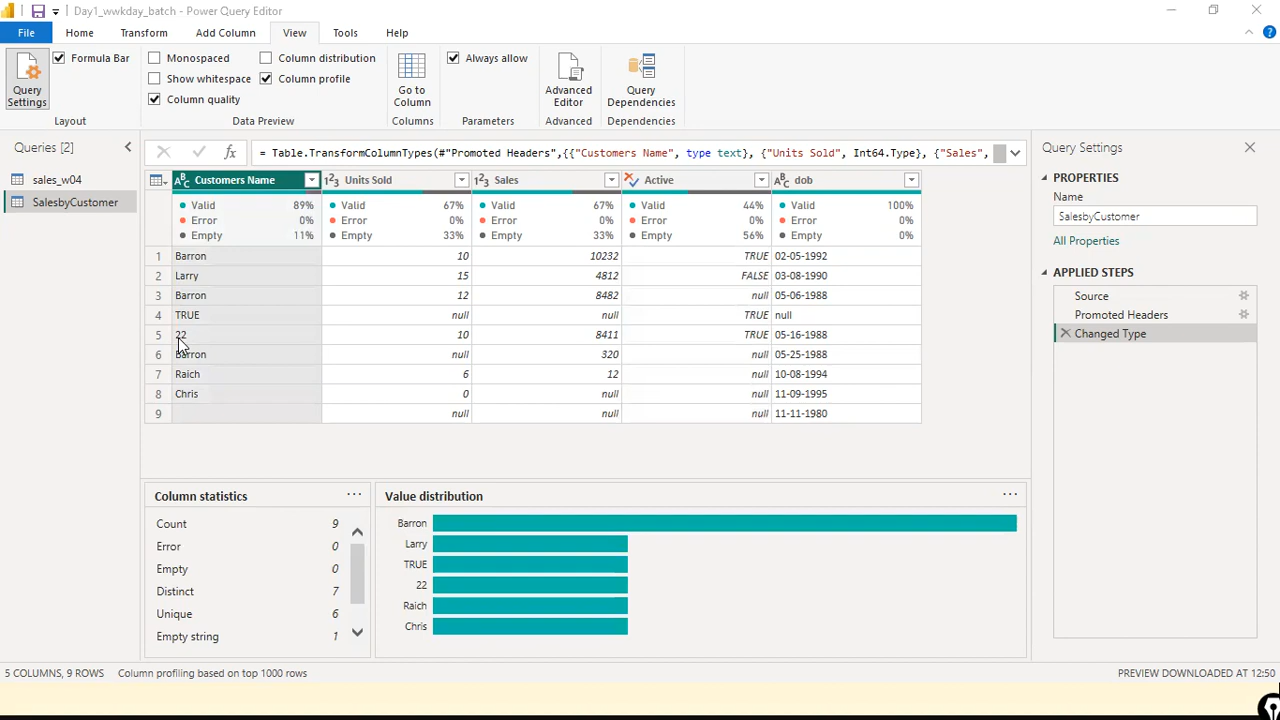 Day1_wwkday_batch - Power Query Editor
File Home Transform Add Column View Tools Help
Query Settings
Formula Bar
Layout
Monospaced
Show whitespace
Column quality
Column distribution
Column profile
Data Preview
Go to Column
Columns
Always allow
Parameters
Advanced Editor
Advanced
Query Dependencies
Dependencies
Queries [2]
sales_w04
SalesbyCustomer
fx = Table.TransformColumnTypes(#"Promoted Headers",{{"Customers Name", type text}, {"Units Sold", Int64.Type}, {"Sales",
ABC Customers Name 123 Units Sold 123 Sales Active ABC dob
Valid 89% Valid 67% Valid 67% Valid 44% Valid 100%
Error 0% Error 0% Error 0% Error 0% Error 0%
Empty 11% Empty 33% Empty 33% Empty 56% Empty 0%
1 Barron 10 10232 TRUE 02-05-1992
2 Larry 15 4812 FALSE 03-08-1990
3 Barron 12 8482 null 05-06-1988
4 TRUE null null TRUE null
5 22 10 8411 TRUE 05-16-1988
6 Barron null 320 null 05-25-1988
7 Raich 6 12 null 10-08-1994
8 Chris 0 null null 11-09-1995
9 null null null 11-11-1980
Column statistics
Count 9
Error 0
Empty 0
Distinct 7
Unique 6
Empty string 1
Value distribution
Barron
Larry
TRUE
22
Raich
Chris
Query Settings
PROPERTIES
Name
SalesbyCustomer
All Properties
APPLIED STEPS
Source
Promoted Headers
Changed Type
5 COLUMNS, 9 ROWS Column profiling based on top 1000 rows PREVIEW DOWNLOADED AT 12:50